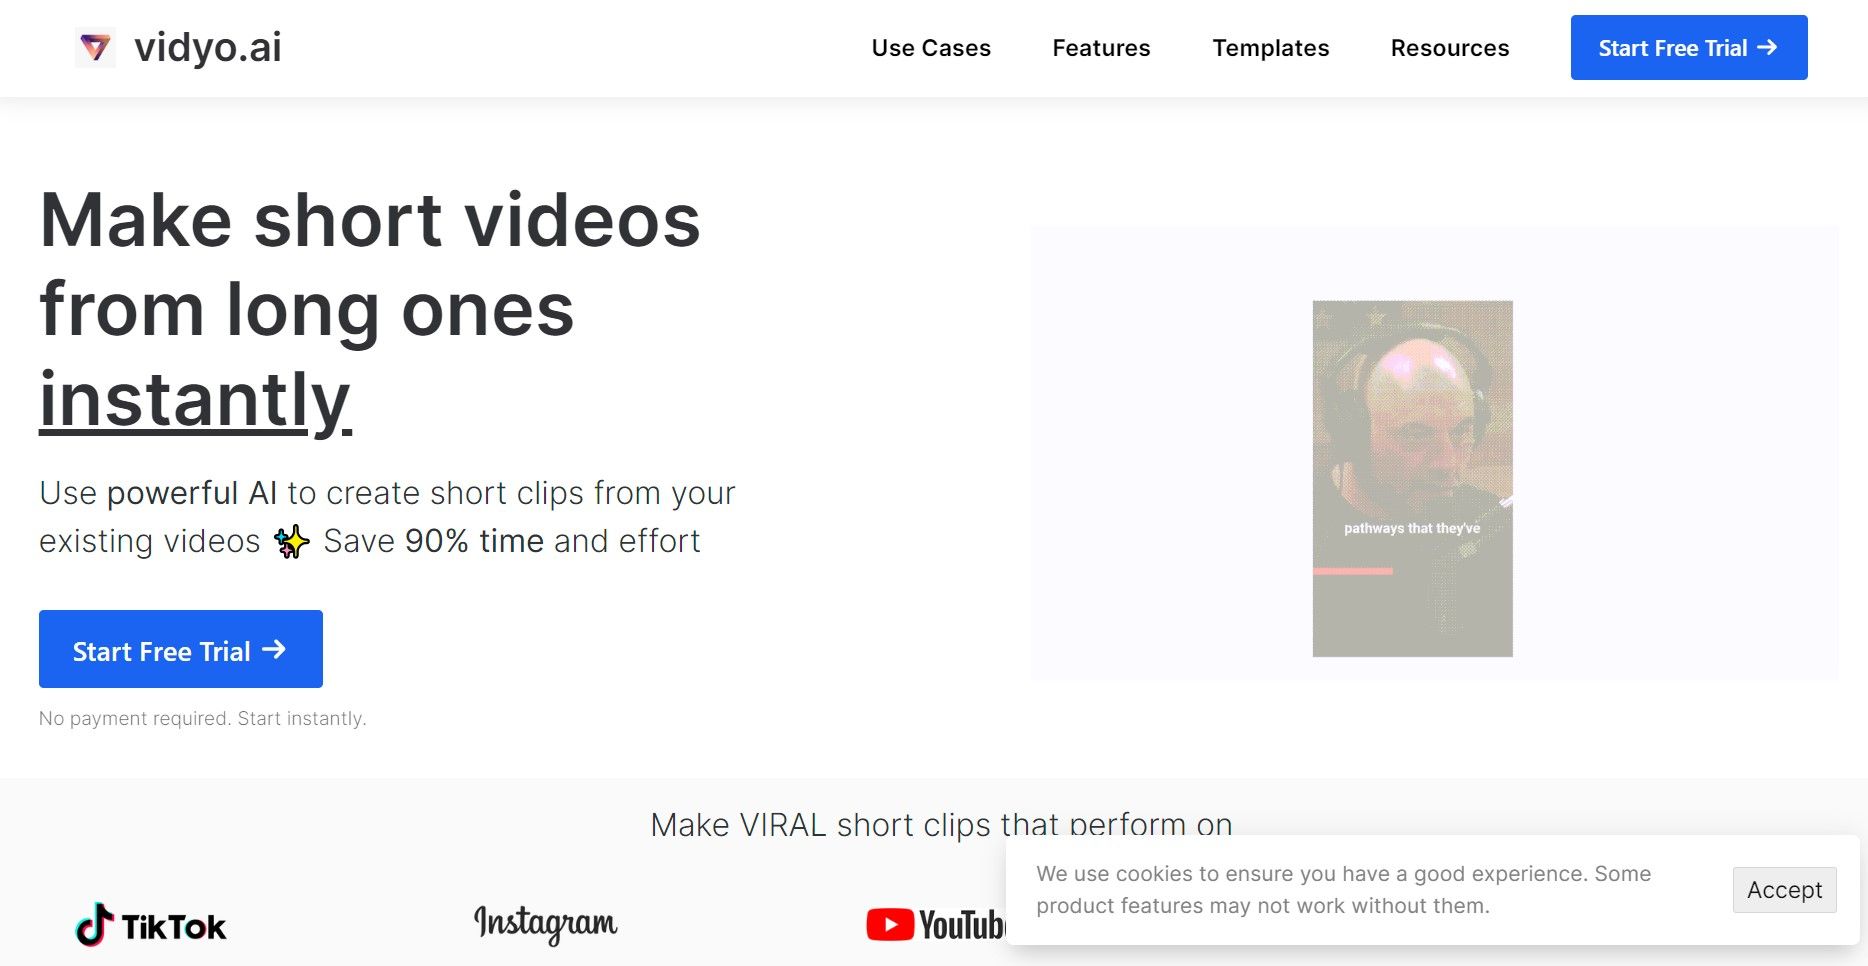 vidyo.ai
Use Cases
Features
Templates
Resources
Start Free Trial →
Make short videos
from long ones
instantly
Use powerful AI to create short clips from your
existing videos ✨ Save 90% time and effort
Start Free Trial →
No payment required. Start instantly.
pathways that they've
Make VIRAL short clips that perform on
TikTok
Instagram
YouTube
We use cookies to ensure you have a good experience. Some
product features may not work without them.
Accept